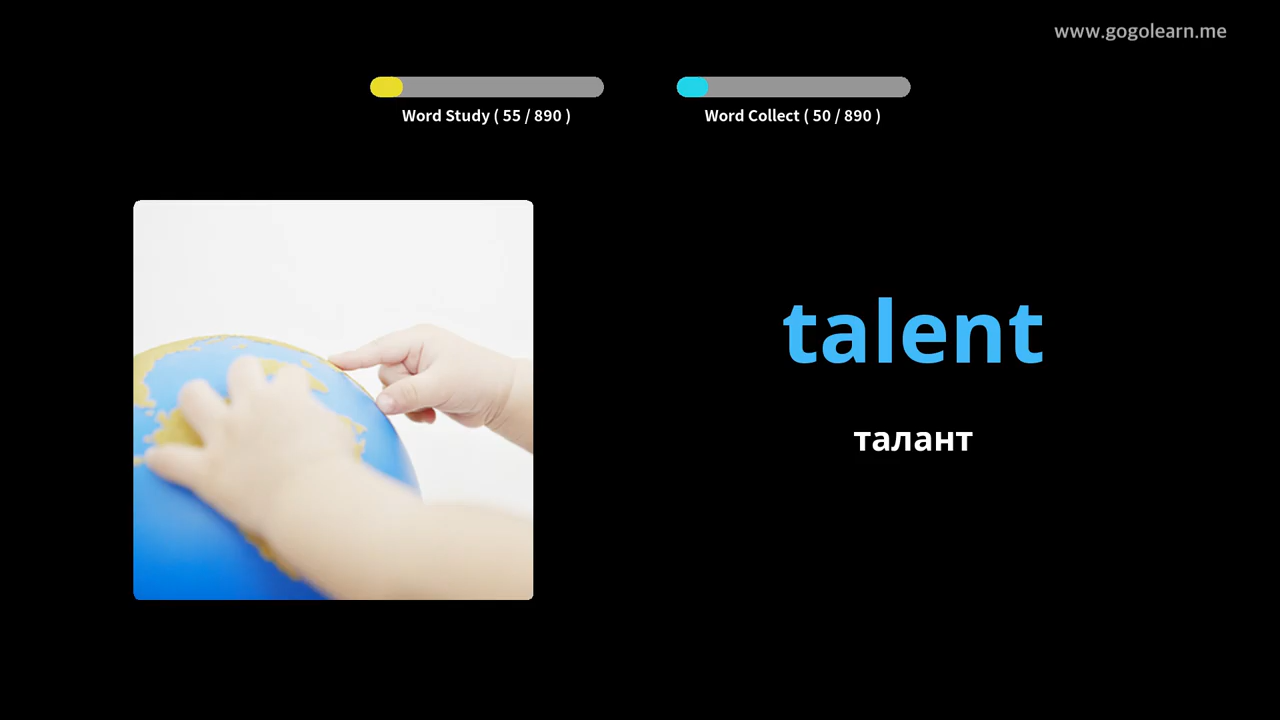 www.gogolearn.me
Word Study ( 55 / 890 )
Word Collect ( 50 / 890 )
talent
талант